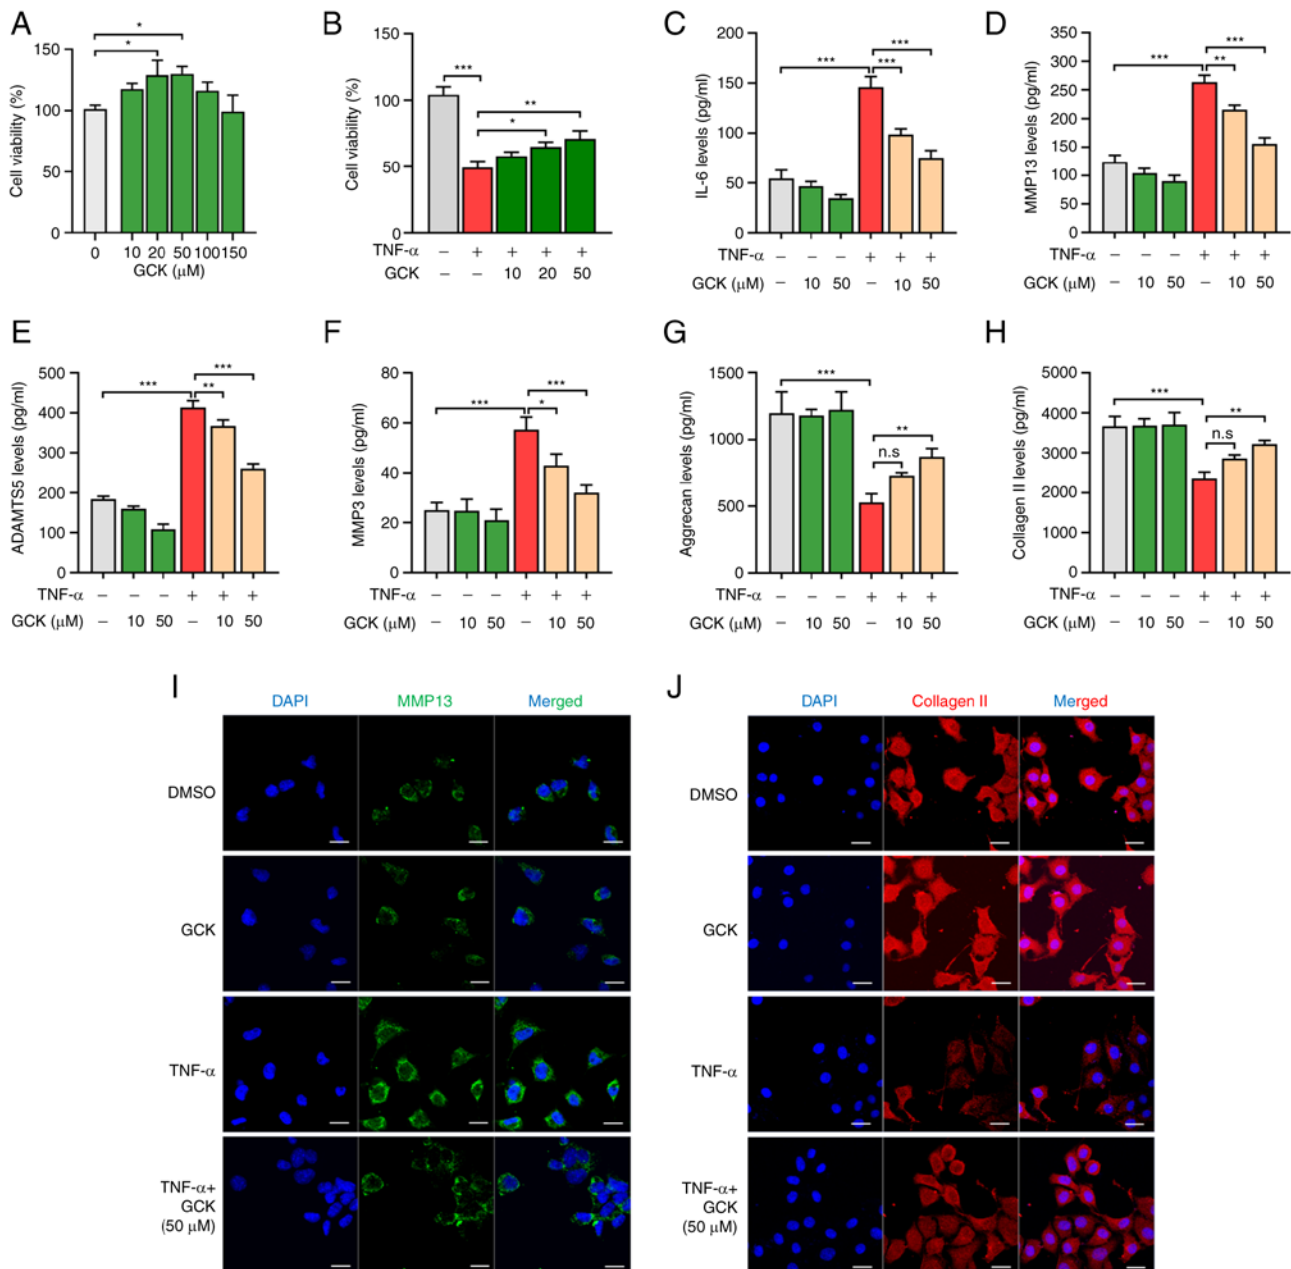 A
Cell viability (%)
150
100
50
0
* *
0 10 20 50 100 150
GCK (µM)
B
Cell viability (%)
150
100
50
0
*** * **
TNF-α − + + + +
GCK − − 10 20 50
C
IL-6 levels (pg/ml)
200
150
100
50
0
*** *** ***
TNF-α − + + +
GCK (µM) − 10 50 − 10 50
D
MMP13 levels (pg/ml)
350
300
250
200
150
100
50
0
*** ** ***
TNF-α − + + +
GCK (µM) − 10 50 − 10 50
E
ADAMTS5 levels (pg/ml)
500
400
300
200
100
0
*** ** ***
TNF-α − − − + + +
GCK (µM) − 10 50 − 10 50
F
MMP3 levels (pg/ml)
80
60
40
20
0
*** * ***
TNF-α − − − + + +
GCK (µM) − 10 50 − 10 50
G
Aggrecan levels (pg/ml)
1500
1000
500
0
*** n.s **
TNF-α − − − + + +
GCK (µM) − 10 50 − 10 50
H
Collagen II levels (pg/ml)
5000
4000
3000
2000
1000
0
*** n.s **
TNF-α − − − + + +
GCK (µM) − 10 50 − 10 50
I
DAPI MMP13 Merged
DMSO
GCK
TNF-α
TNF-α+
GCK
(50 µM)
J
DAPI Collagen II Merged
DMSO
GCK
TNF-α
TNF-α+
GCK
(50 µM)